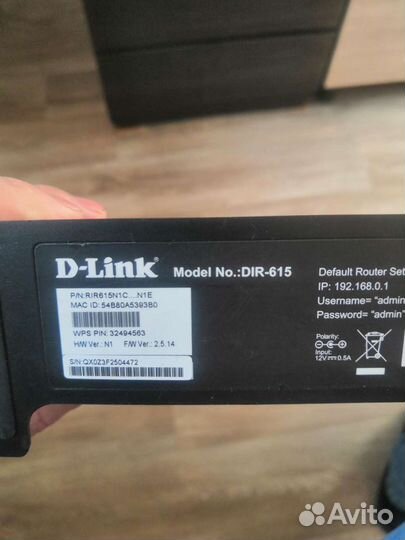 D-Link
Model No.:DIR-615
P/N:RIR615N1C....N1E
MAC ID: 54B80A5393B0
WPS PIN: 32494563
H/W Ver.: N1 F/W Ver.: 2.5.14
S/N:QX0Z3F2504472
Default Router Set
IP: 192.168.0.1
Username= "admin
Password= "admin"
Polarity:
Input:
12V⎓0.5A
Avito